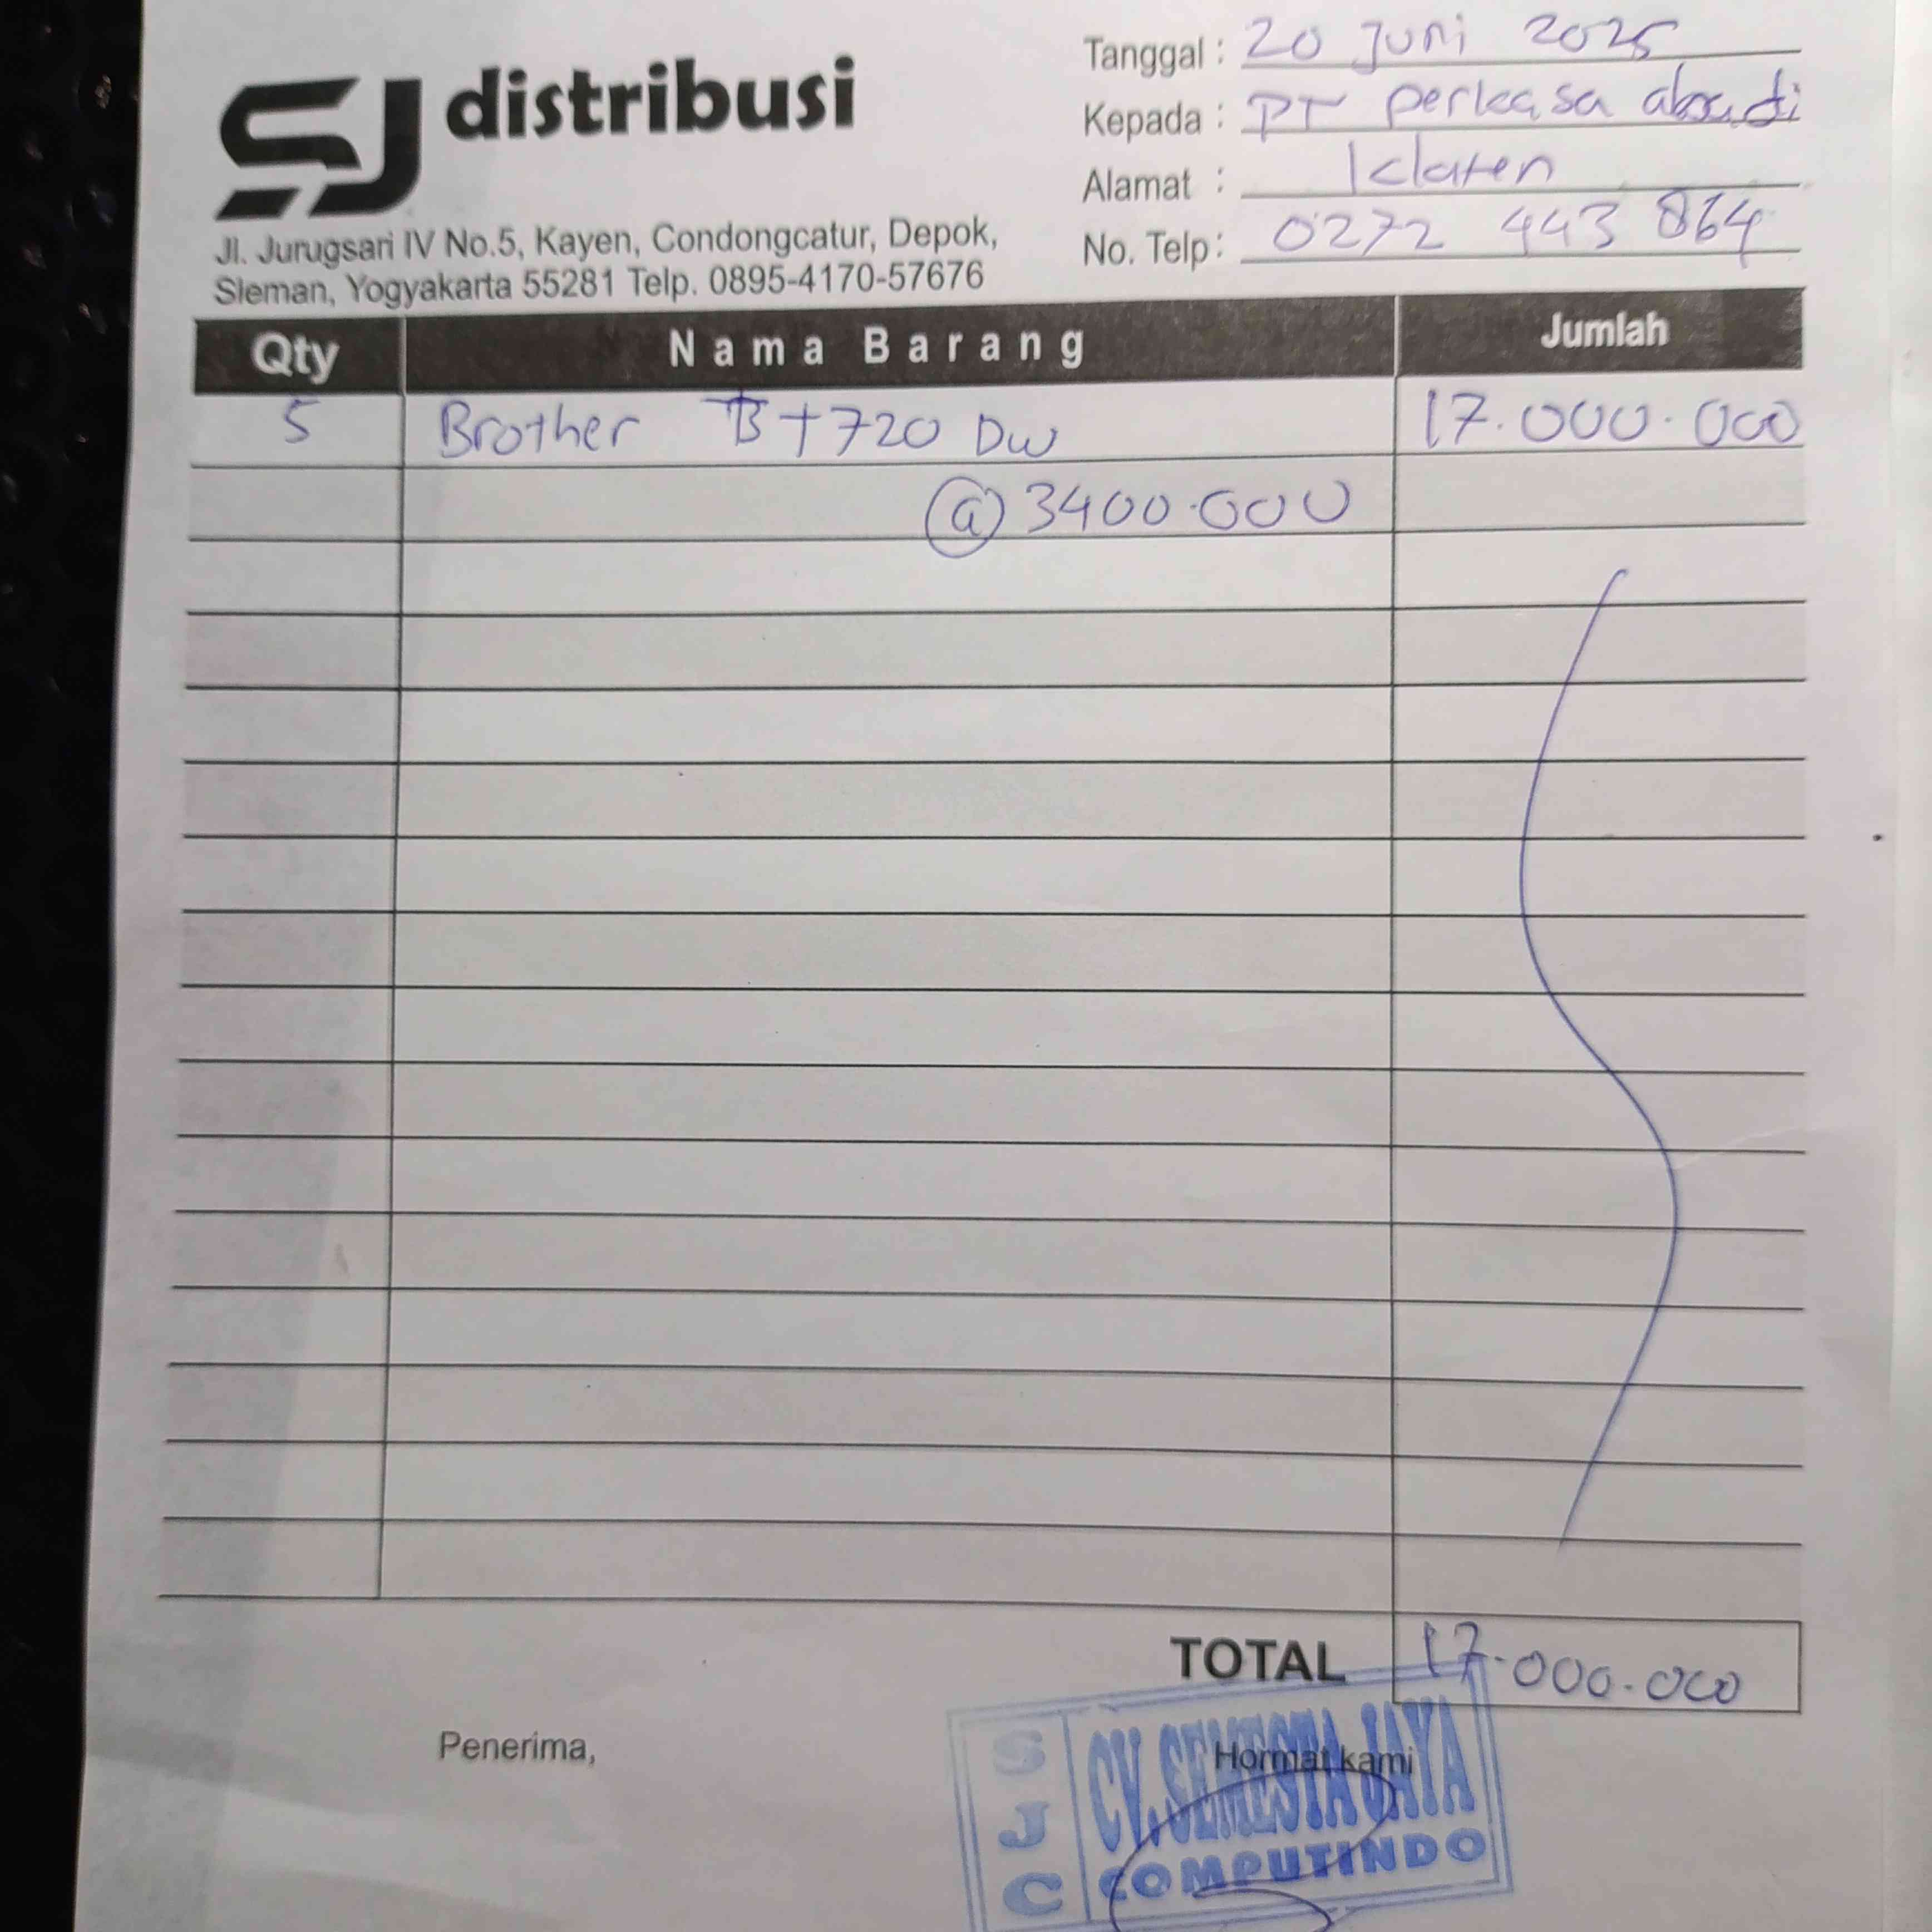 SJ distribusi
Jl. Jurugsari IV No.5, Kayen, Condongcatur, Depok,
Sleman, Yogyakarta 55281 Telp. 0895-4170-57676
Tanggal : 20 Juni 2025
Kepada : PT perkasa abadi
Alamat : Klaten
No. Telp : 0272 443 864
Qty Nama Barang Jumlah
5 Brother BT720 DW 17.000.000
@ 3400.000
TOTAL 17.000.000
Penerima,
Hormat kami
SJC
CV. SEMESTA JAYA
COMPUTINDO